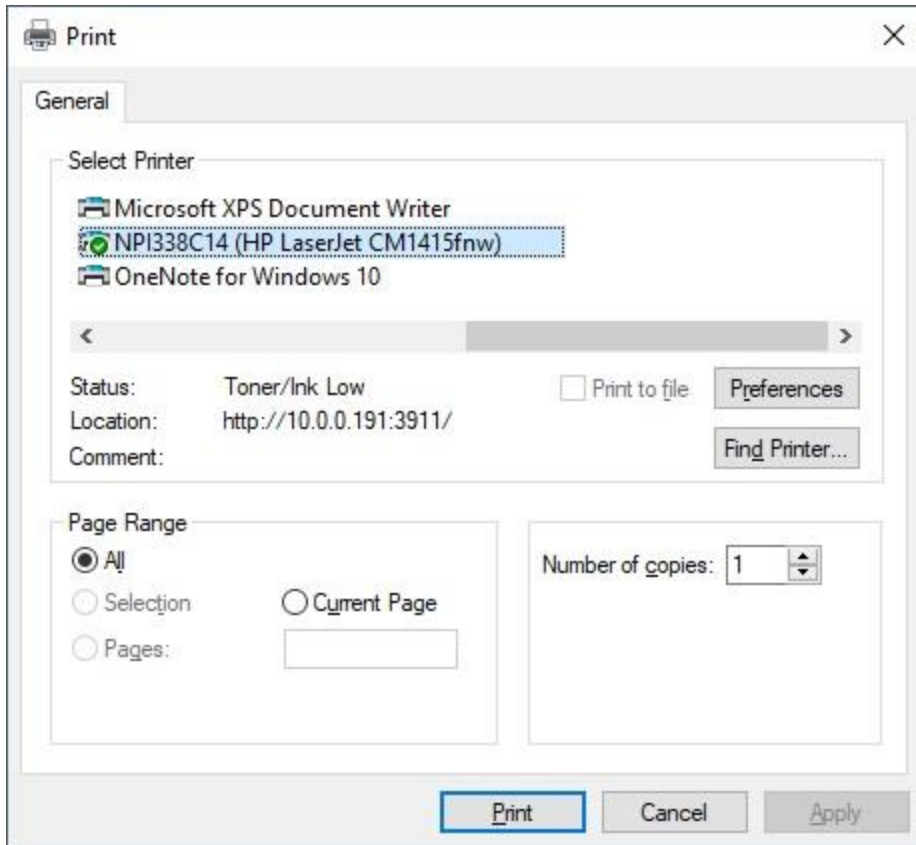 Print
General
Select Printer
Microsoft XPS Document Writer
NPI338C14 (HP LaserJet CM1415fnw)
OneNote for Windows 10
Status: Toner/Ink Low
Print to file
Preferences
Location: http://10.0.0.191:3911/
Comment:
Find Printer...
Page Range
All
Selection
Current Page
Pages:
Number of copies: 1
Print
Cancel
Apply